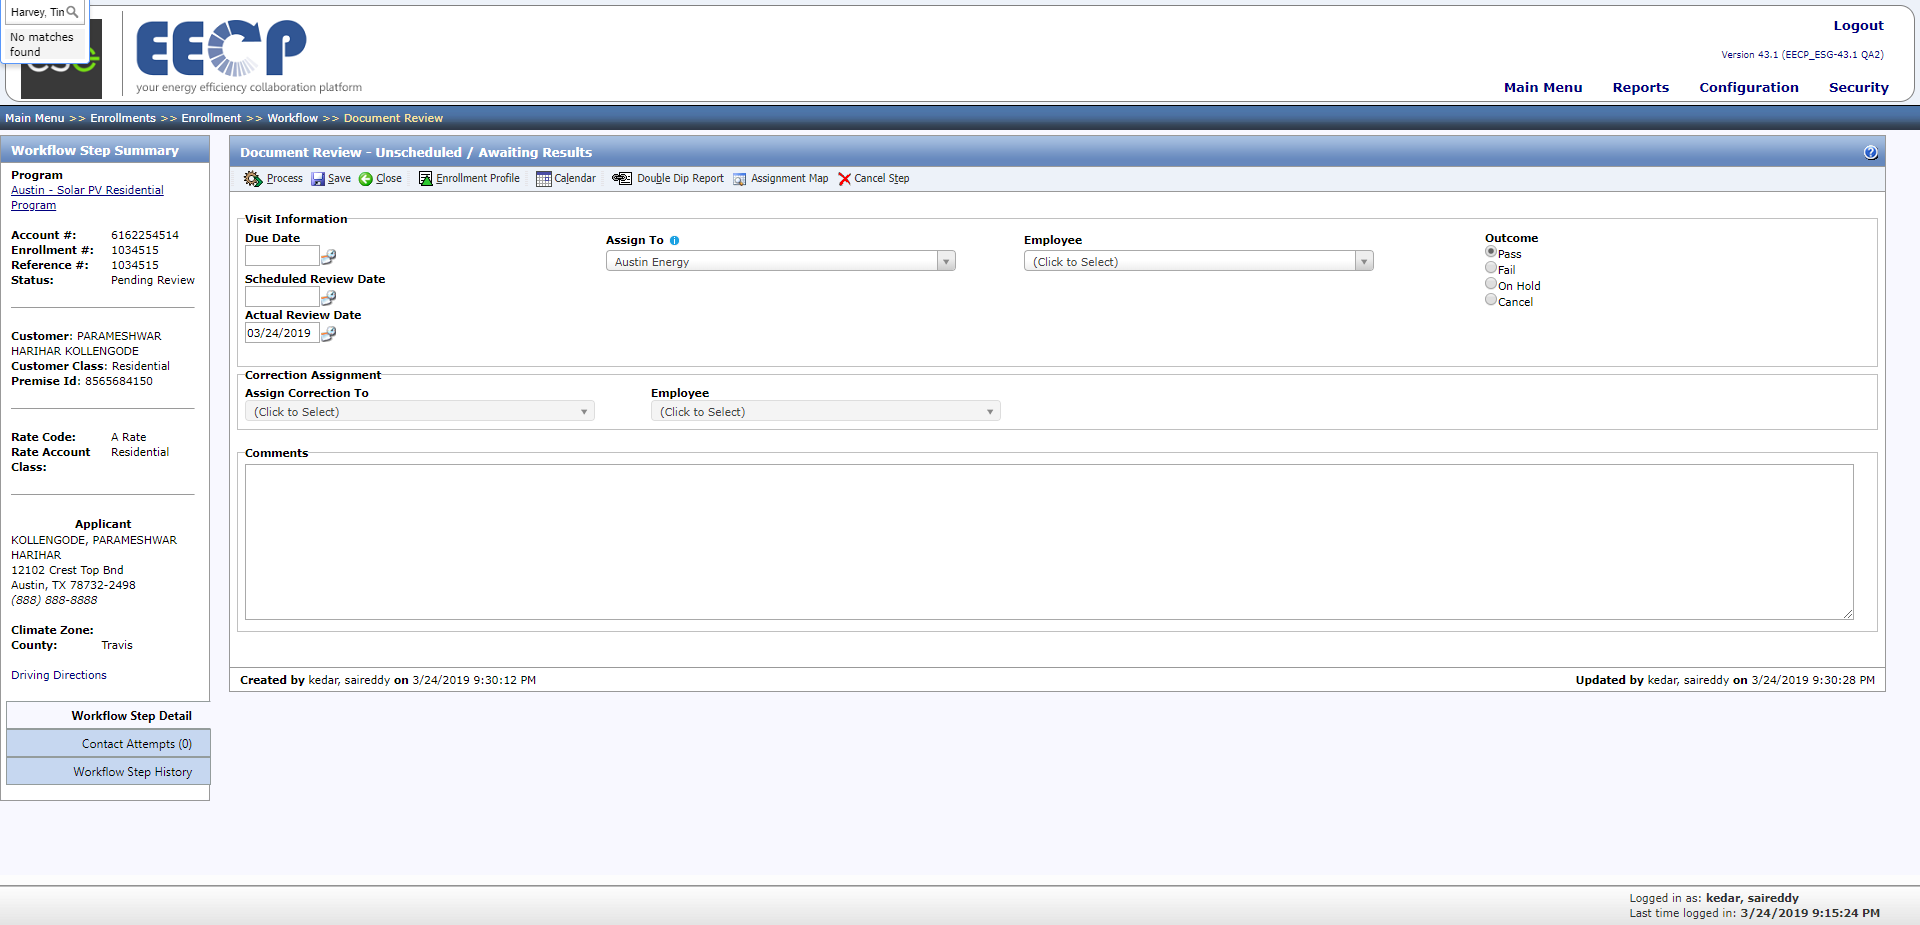 Harvey, Tin
No matches
found
EECP
your energy efficiency collaboration platform
Logout
Version 43.1 (EECP_ESG-43.1 QA2)
Main Menu Reports Configuration Security
Main Menu >> Enrollments >> Enrollment >> Workflow >> Document Review
Workflow Step Summary
Program
Austin - Solar PV Residential
Program
Account #: 6162254514
Enrollment #: 1034515
Reference #: 1034515
Status: Pending Review
Customer: PARAMESHWAR
HARIHAR KOLLENGODE
Customer Class: Residential
Premise Id: 8565684150
Rate Code: A Rate
Rate Account Residential
Class:
Applicant
KOLLENGODE, PARAMESHWAR
HARIHAR
12102 Crest Top Bnd
Austin, TX 78732-2498
(888) 888-8888
Climate Zone:
County: Travis
Driving Directions
Workflow Step Detail
Contact Attempts (0)
Workflow Step History
Document Review - Unscheduled / Awaiting Results
Process Save Close Enrollment Profile Calendar Double Dip Report Assignment Map Cancel Step
Visit Information
Due Date
Scheduled Review Date
Actual Review Date
03/24/2019
Assign To
Austin Energy
Employee
(Click to Select)
Outcome
Pass
Fail
On Hold
Cancel
Correction Assignment
Assign Correction To
(Click to Select)
Employee
(Click to Select)
Comments
Created by kedar, saireddy on 3/24/2019 9:30:12 PM
Updated by kedar, saireddy on 3/24/2019 9:30:28 PM
Logged in as: kedar, saireddy
Last time logged in: 3/24/2019 9:15:24 PM